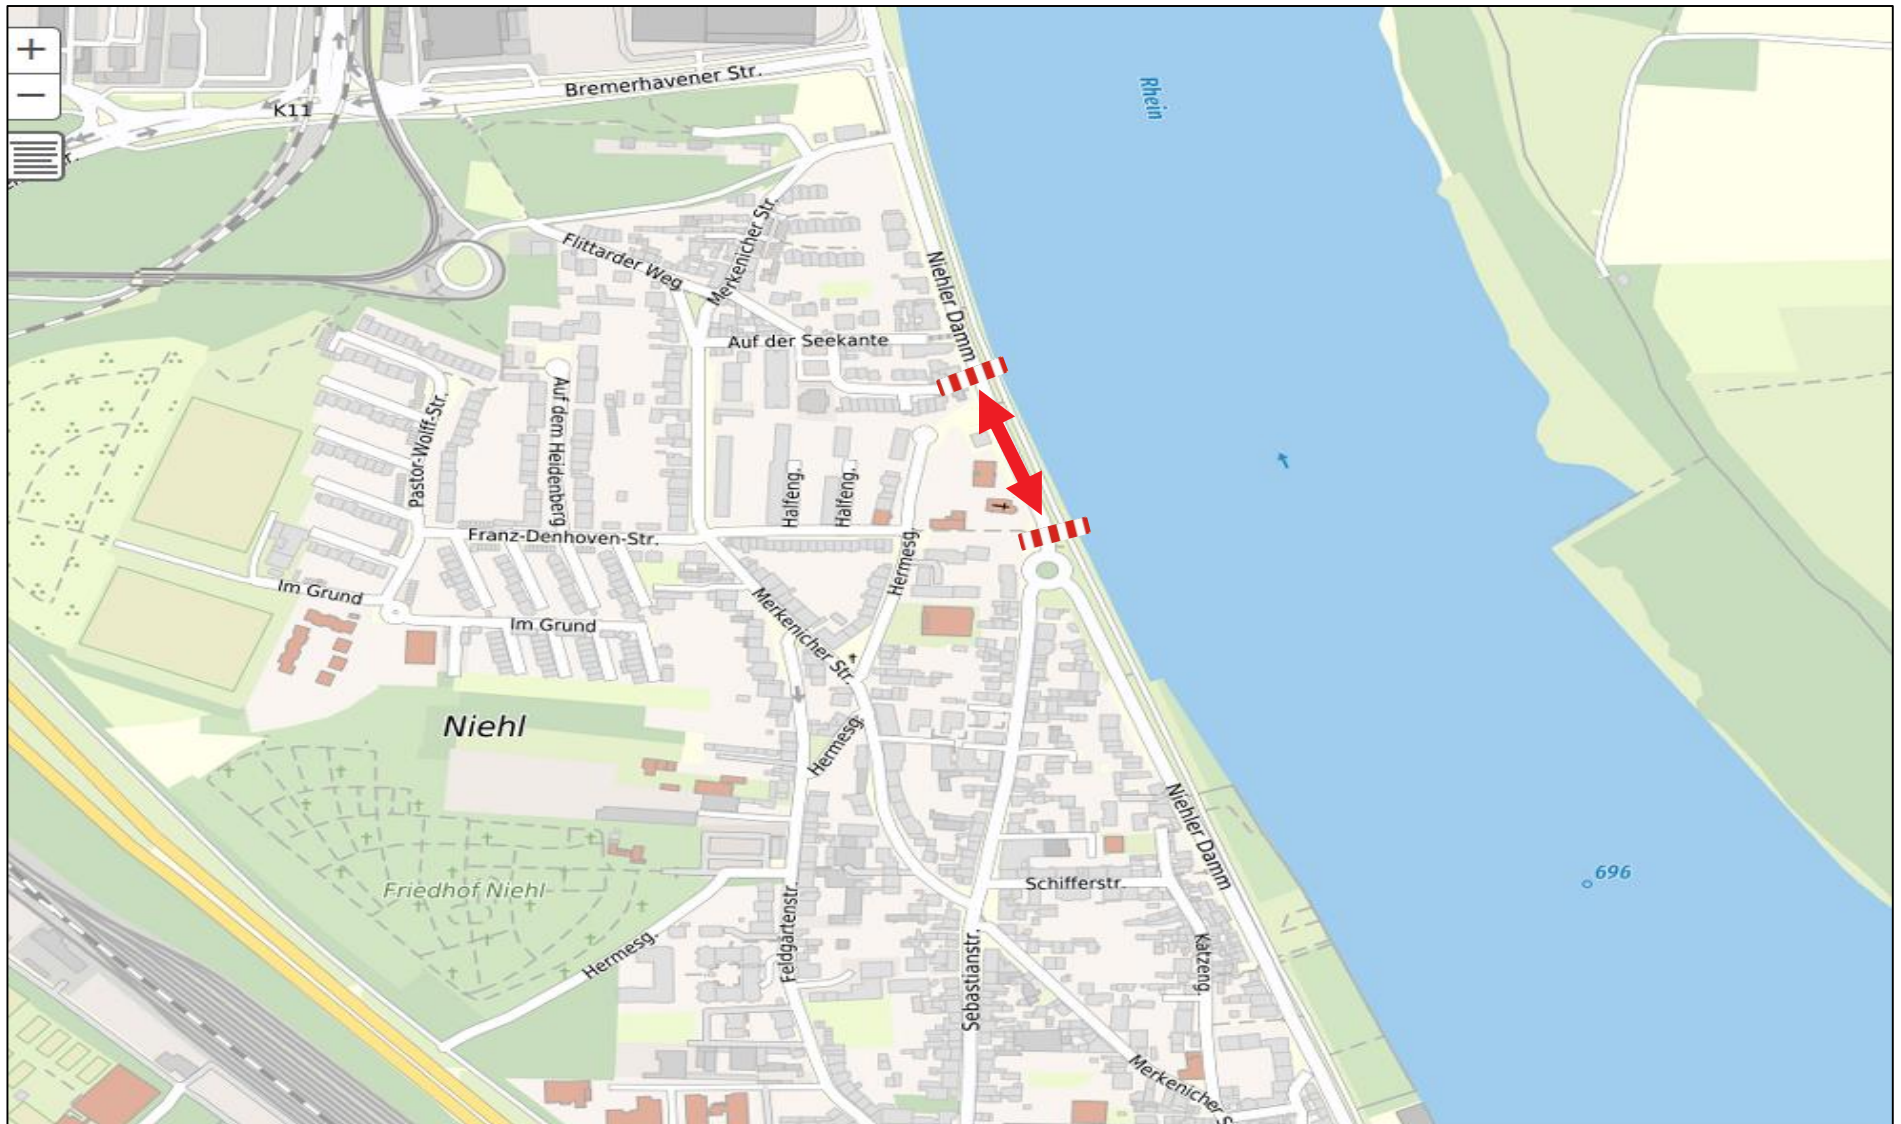 +
−
Bremerhavener Str.
K11
Rhein
Merkenicher Str.
Flittarder Weg
Niehler Damm
Auf der Seekante
Pastor-Wolff-Str.
Auf dem Heidenberg
Halfeng.
Halfeng.
Franz-Denhoven-Str.
Hermesg.
Im Grund
Im Grund
Merkenicher Str.
Niehl
Hermesg.
Niehler Damm
Friedhof Niehl
Schifferstr.
696
Feldgärtenstr.
Hermesg.
Sebastianstr.
Katzeng.
Merkenicher S